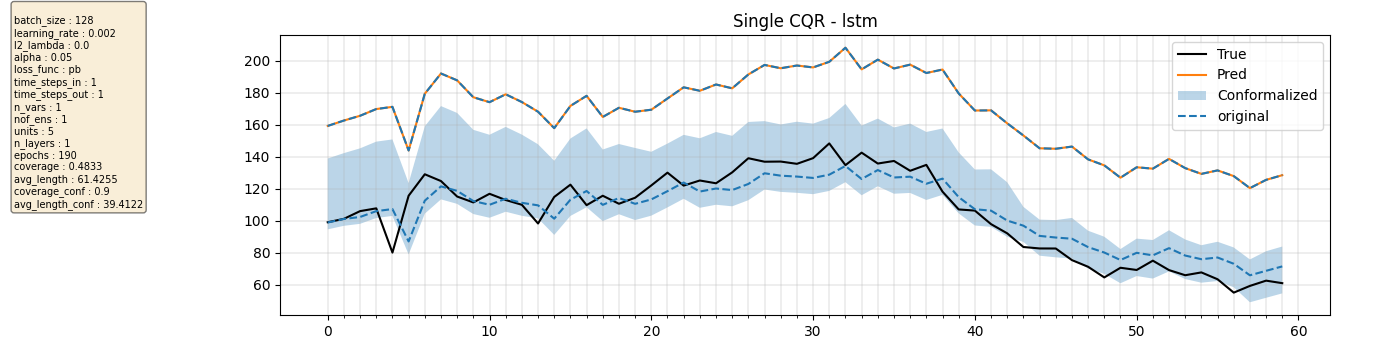 batch_size : 128
learning_rate : 0.002
l2_lambda : 0.0
alpha : 0.05
loss_func : pb
time_steps_in : 1
time_steps_out : 1
n_vars : 1
nof_ens : 1
units : 5
n_layers : 1
epochs : 190
coverage : 0.4833
avg_length : 61.4255
coverage_conf : 0.9
avg_length_conf : 39.4122
Single CQR - lstm
True
Pred
Conformalized
original
200
180
160
140
120
100
80
60
0 10 20 30 40 50 60